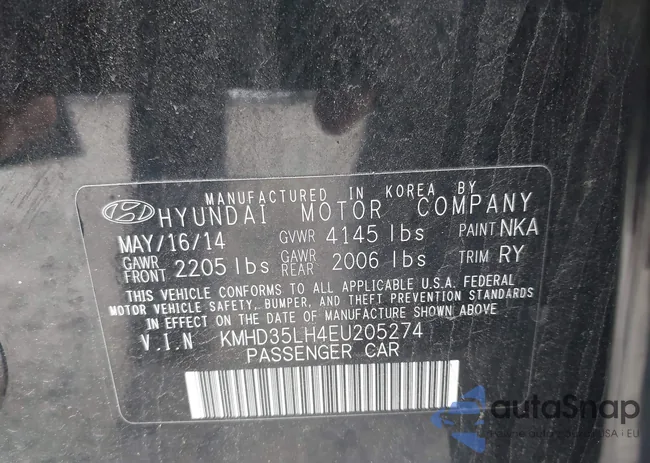 MANUFACTURED IN KOREA BY
HYUNDAI MOTOR COMPANY
MAY/16/14 GVWR 4145 lbs PAINT NKA
GAWR FRONT 2205 lbs GAWR REAR 2006 lbs TRIM RY
THIS VEHICLE CONFORMS TO ALL APPLICABLE U.S.A. FEDERAL
MOTOR VEHICLE SAFETY, BUMPER, AND THEFT PREVENTION STANDARDS
IN EFFECT ON THE DATE OF MANUFACTURE SHOWN ABOVE
V.I.N KMHD35LH4EU205274
PASSENGER CAR
autoSnap
USA • EU